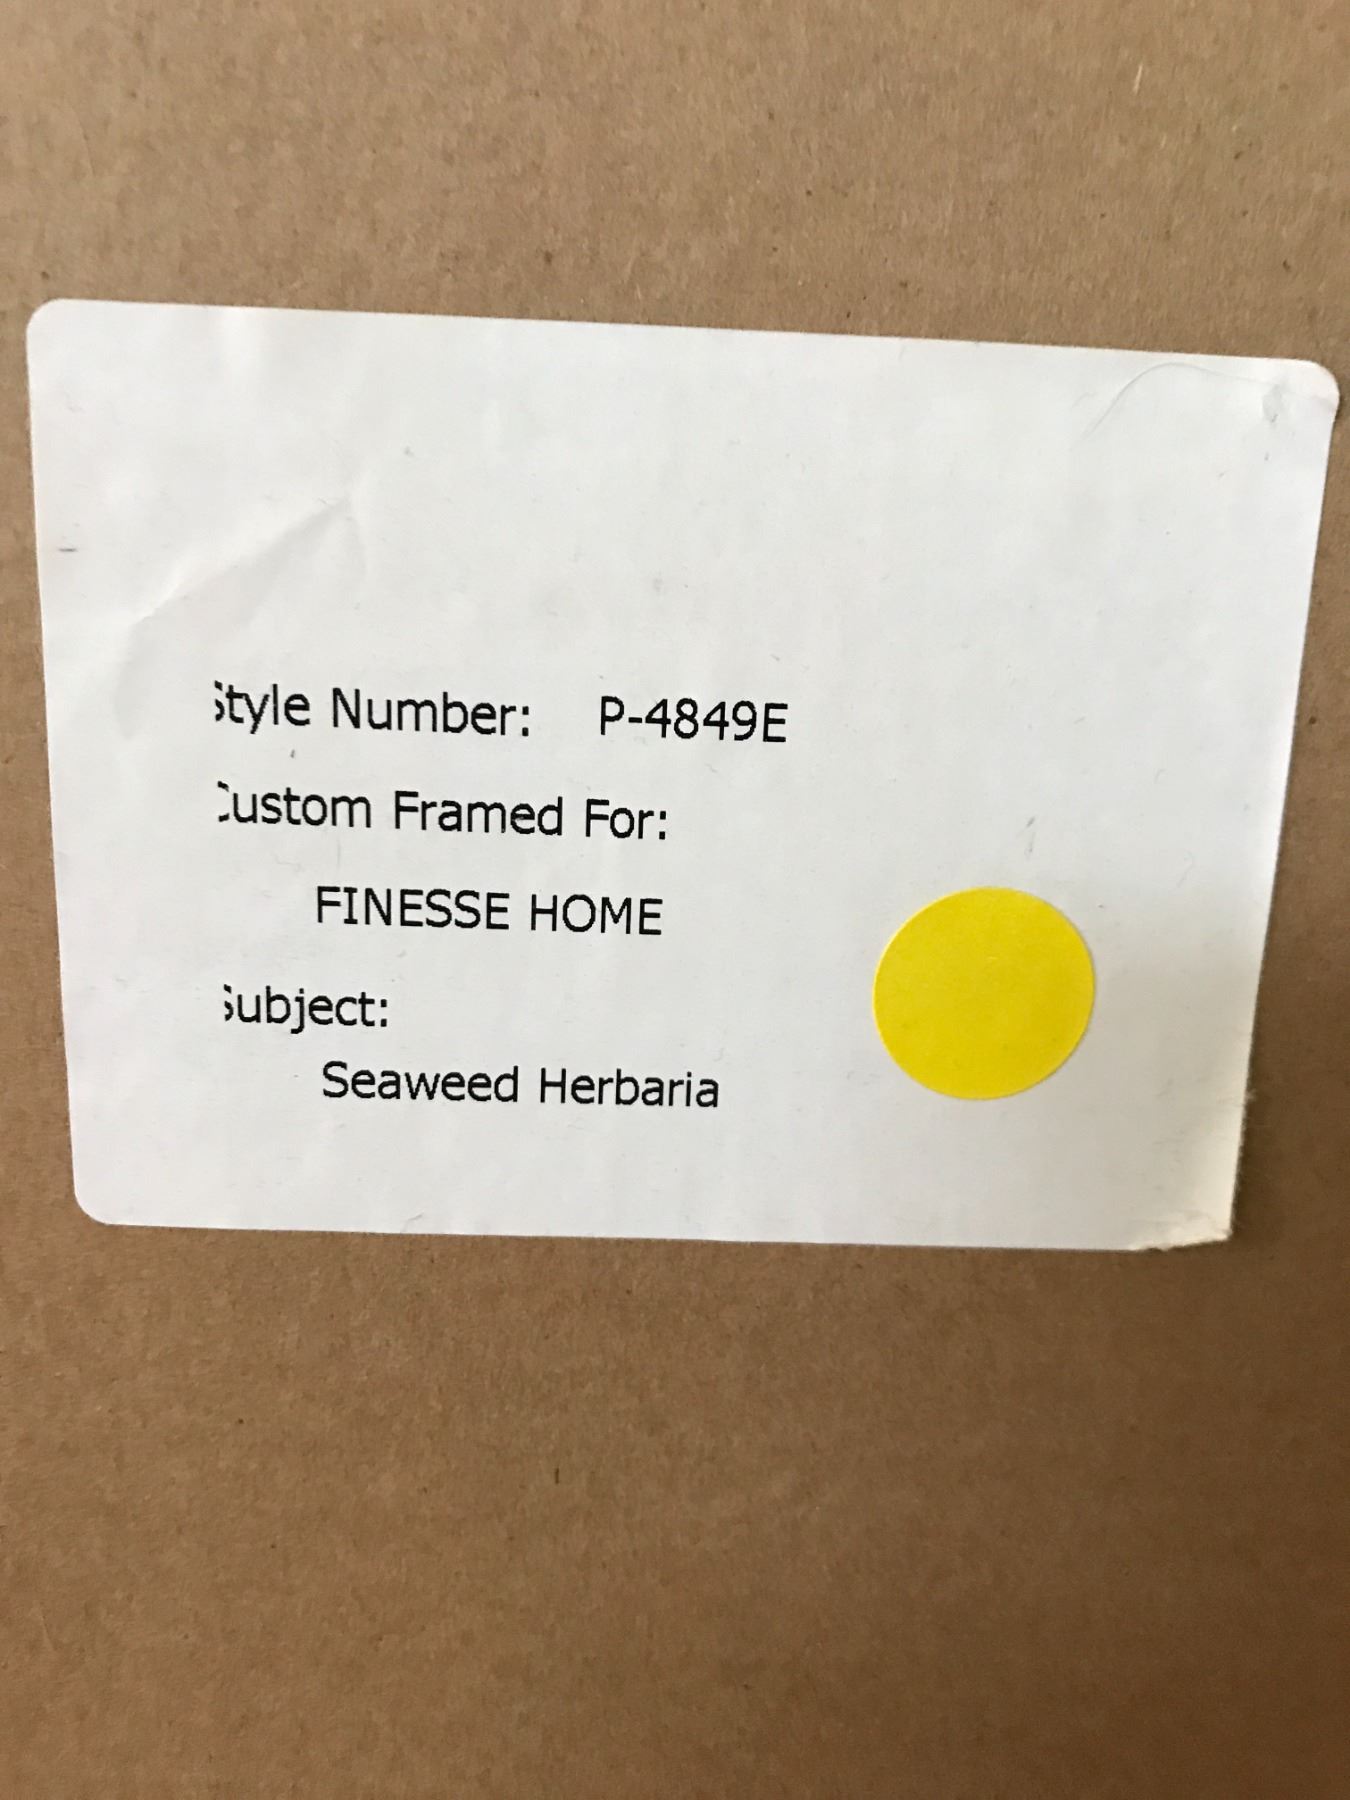 Style Number: P-4849E
Custom Framed For:
FINESSE HOME
Subject:
Seaweed Herbaria